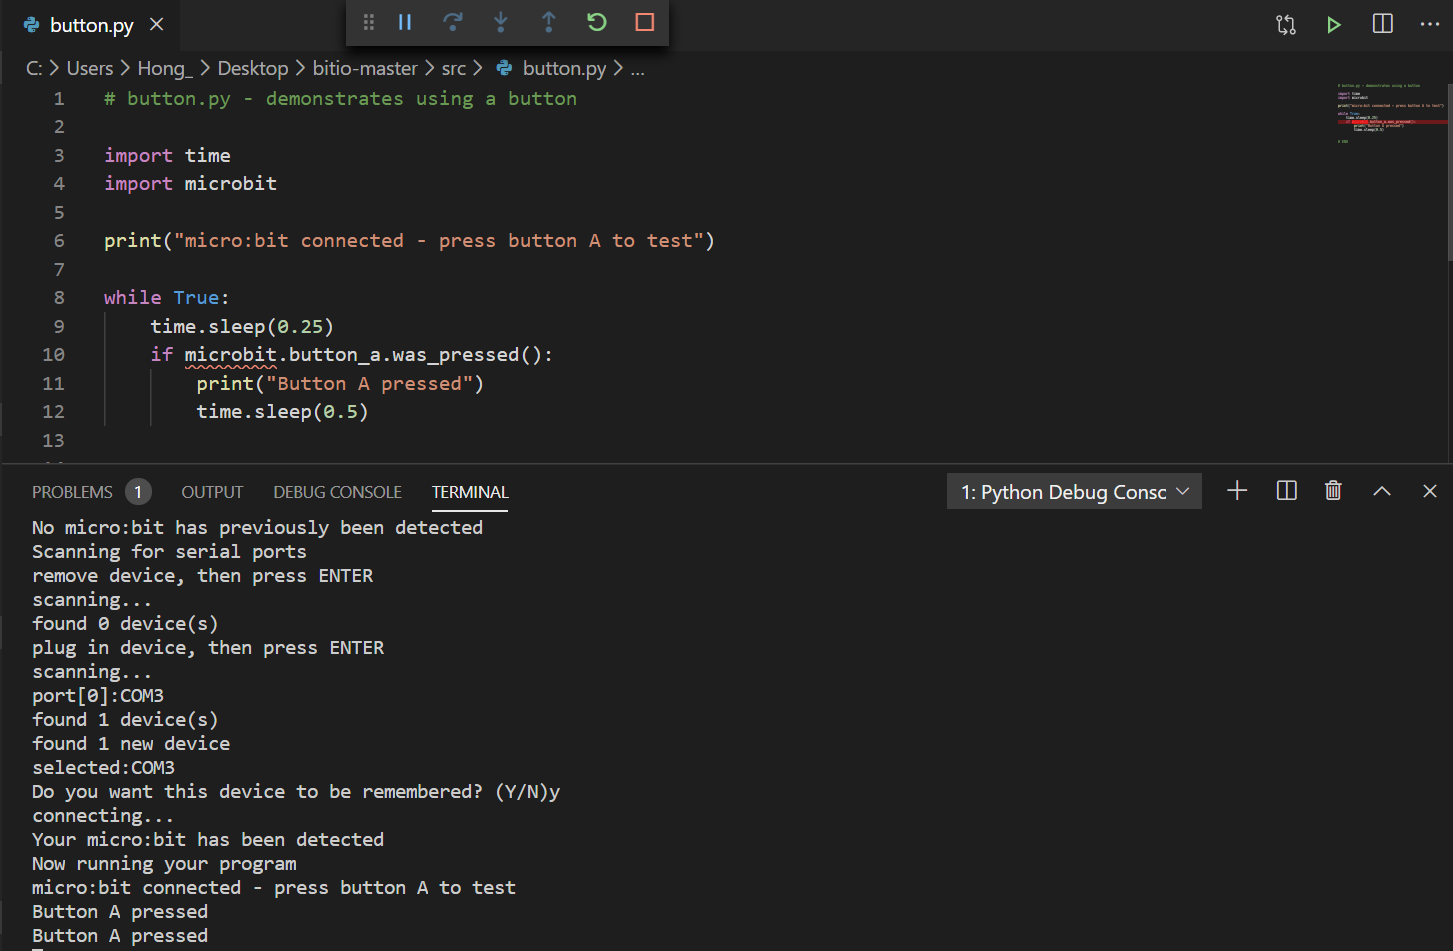 button.py
C: > Users > Hong_ > Desktop > bitio-master > src > button.py > ...
1 # button.py - demonstrates using a button
2
3 import time
4 import microbit
5
6 print("micro:bit connected - press button A to test")
7
8 while True:
9 time.sleep(0.25)
10 if microbit.button_a.was_pressed():
11 print("Button A pressed")
12 time.sleep(0.5)
13
PROBLEMS 1 OUTPUT DEBUG CONSOLE TERMINAL 1: Python Debug Consc
No micro:bit has previously been detected
Scanning for serial ports
remove device, then press ENTER
scanning...
found 0 device(s)
plug in device, then press ENTER
scanning...
port[0]:COM3
found 1 device(s)
found 1 new device
selected:COM3
Do you want this device to be remembered? (Y/N)y
connecting...
Your micro:bit has been detected
Now running your program
micro:bit connected - press button A to test
Button A pressed
Button A pressed